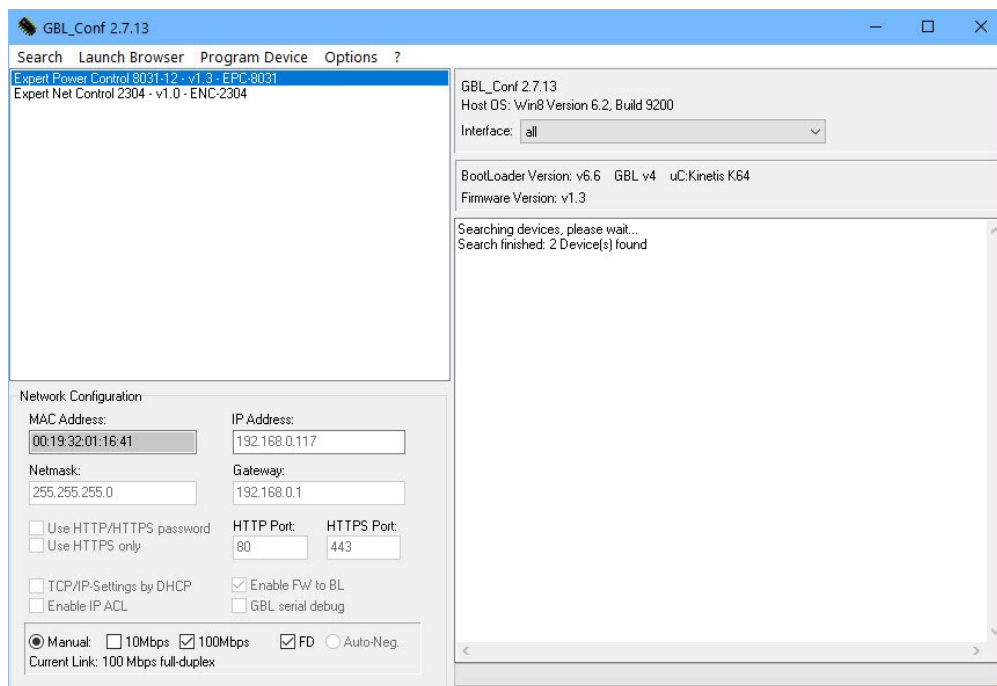 GBL_Conf 2.7.13
Search Launch Browser Program Device Options ?
Expert Power Control 8031-12 - v1.3 - EPC-8031
Expert Net Control 2304 - v1.0 - ENC-2304
GBL_Conf 2.7.13
Host OS: Win8 Version 6.2, Build 9200
Interface: all
BootLoader Version: v6.6 GBL v4 uC:Kinetis K64
Firmware Version: v1.3
Searching devices, please wait...
Search finished: 2 Device(s) found
Network Configuration
MAC Address: IP Address:
00:19:32:01:16:41 192.168.0.117
Netmask: Gateway:
255.255.255.0 192.168.0.1
Use HTTP/HTTPS password HTTP Port: HTTPS Port:
Use HTTPS only 80 443
TCP/IP-Settings by DHCP Enable FW to BL
Enable IP ACL GBL serial debug
Manual: 10Mbps 100Mbps FD Auto-Neg.
Current Link: 100 Mbps full-duplex